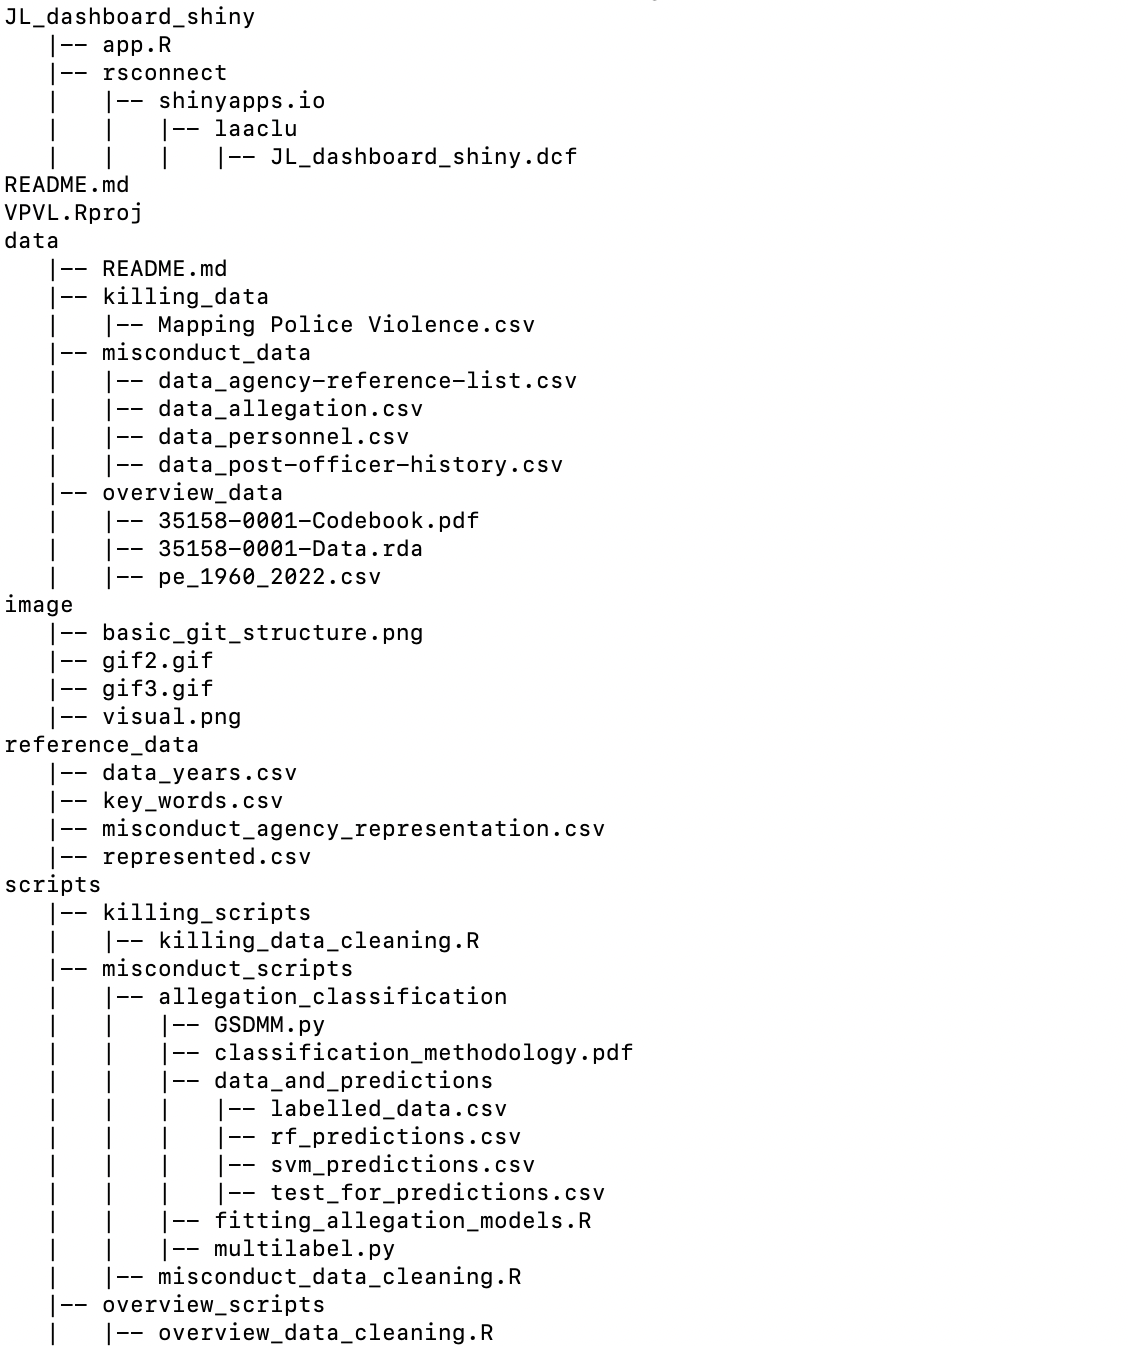 JL_dashboard_shiny
   |-- app.R
   |-- rsconnect
   |   |-- shinyapps.io
   |   |   |-- laaclu
   |   |   |   |-- JL_dashboard_shiny.dcf
README.md
VPVL.Rproj
data
   |-- README.md
   |-- killing_data
   |   |-- Mapping Police Violence.csv
   |-- misconduct_data
   |   |-- data_agency-reference-list.csv
   |   |-- data_allegation.csv
   |   |-- data_personnel.csv
   |   |-- data_post-officer-history.csv
   |-- overview_data
   |   |-- 35158-0001-Codebook.pdf
   |   |-- 35158-0001-Data.rda
   |   |-- pe_1960_2022.csv
image
   |-- basic_git_structure.png
   |-- gif2.gif
   |-- gif3.gif
   |-- visual.png
reference_data
   |-- data_years.csv
   |-- key_words.csv
   |-- misconduct_agency_representation.csv
   |-- represented.csv
scripts
   |-- killing_scripts
   |   |-- killing_data_cleaning.R
   |-- misconduct_scripts
   |   |-- allegation_classification
   |   |   |-- GSDMM.py
   |   |   |-- classification_methodology.pdf
   |   |   |-- data_and_predictions
   |   |   |   |-- labelled_data.csv
   |   |   |   |-- rf_predictions.csv
   |   |   |   |-- svm_predictions.csv
   |   |   |   |-- test_for_predictions.csv
   |   |   |-- fitting_allegation_models.R
   |   |   |-- multilabel.py
   |   |-- misconduct_data_cleaning.R
   |-- overview_scripts
   |   |-- overview_data_cleaning.R